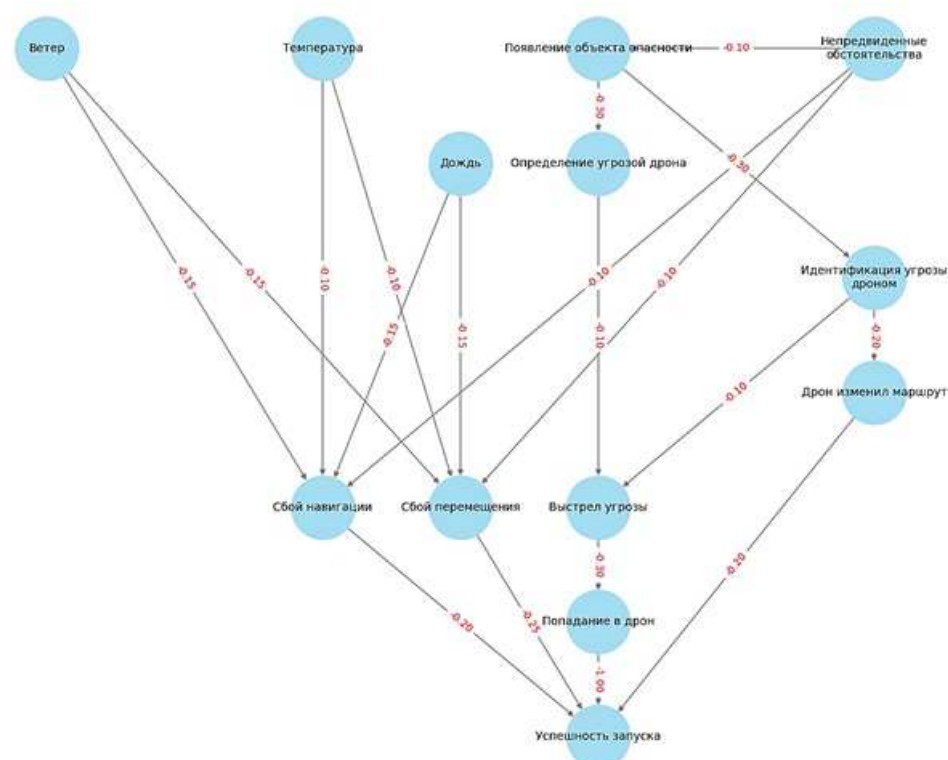 Ветер
Температура
Появление объекта опасности
-0.10
Непредвиденные
обстоятельства
-0.30
Дождь
Определение угрозой дрона
-0.30
-0.15
-0.15
-0.10
-0.10
-0.10
-0.10
Идентификация угрозы
дроном
-0.15
-0.15
-0.10
-0.20
-0.10
Дрон изменил маршрут
Сбой навигации
Сбой перемещения
Выстрел угрозы
-0.30
-0.20
-0.20
-0.25
Попадание в дрон
-1.00
Успешность запуска